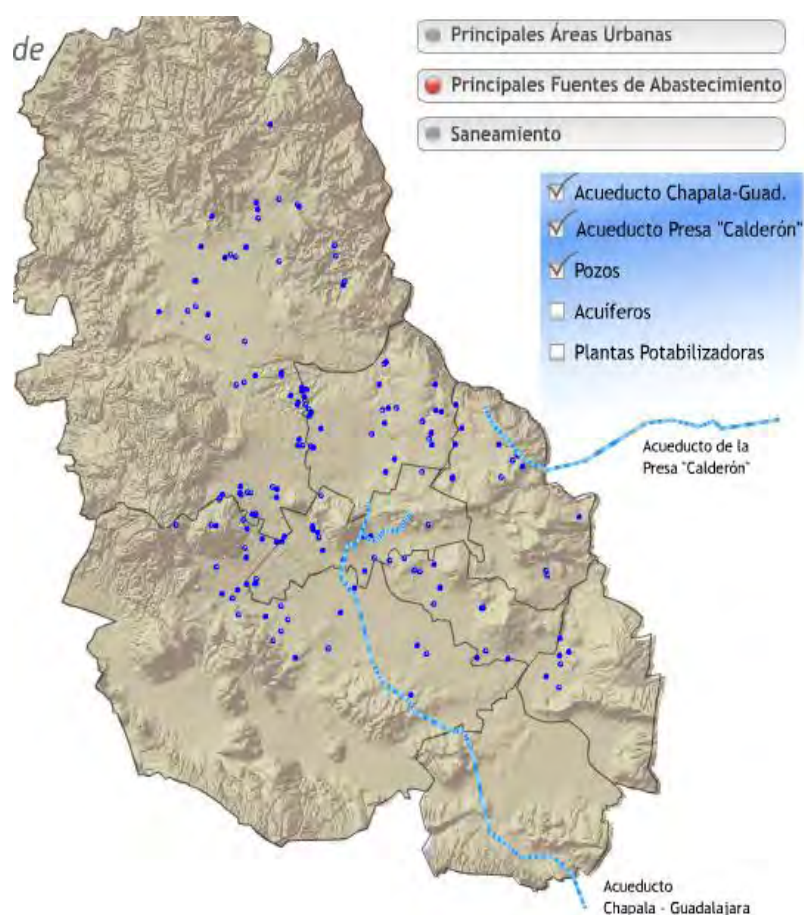 de
Principales Áreas Urbanas
Principales Fuentes de Abastecimiento
Saneamiento
Acueducto Chapala-Guad.
Acueducto Presa "Calderón"
Pozos
Acuíferos
Plantas Potabilizadoras
Acueducto de la
Presa "Calderón"
Acueducto
Chapala - Guadalajara